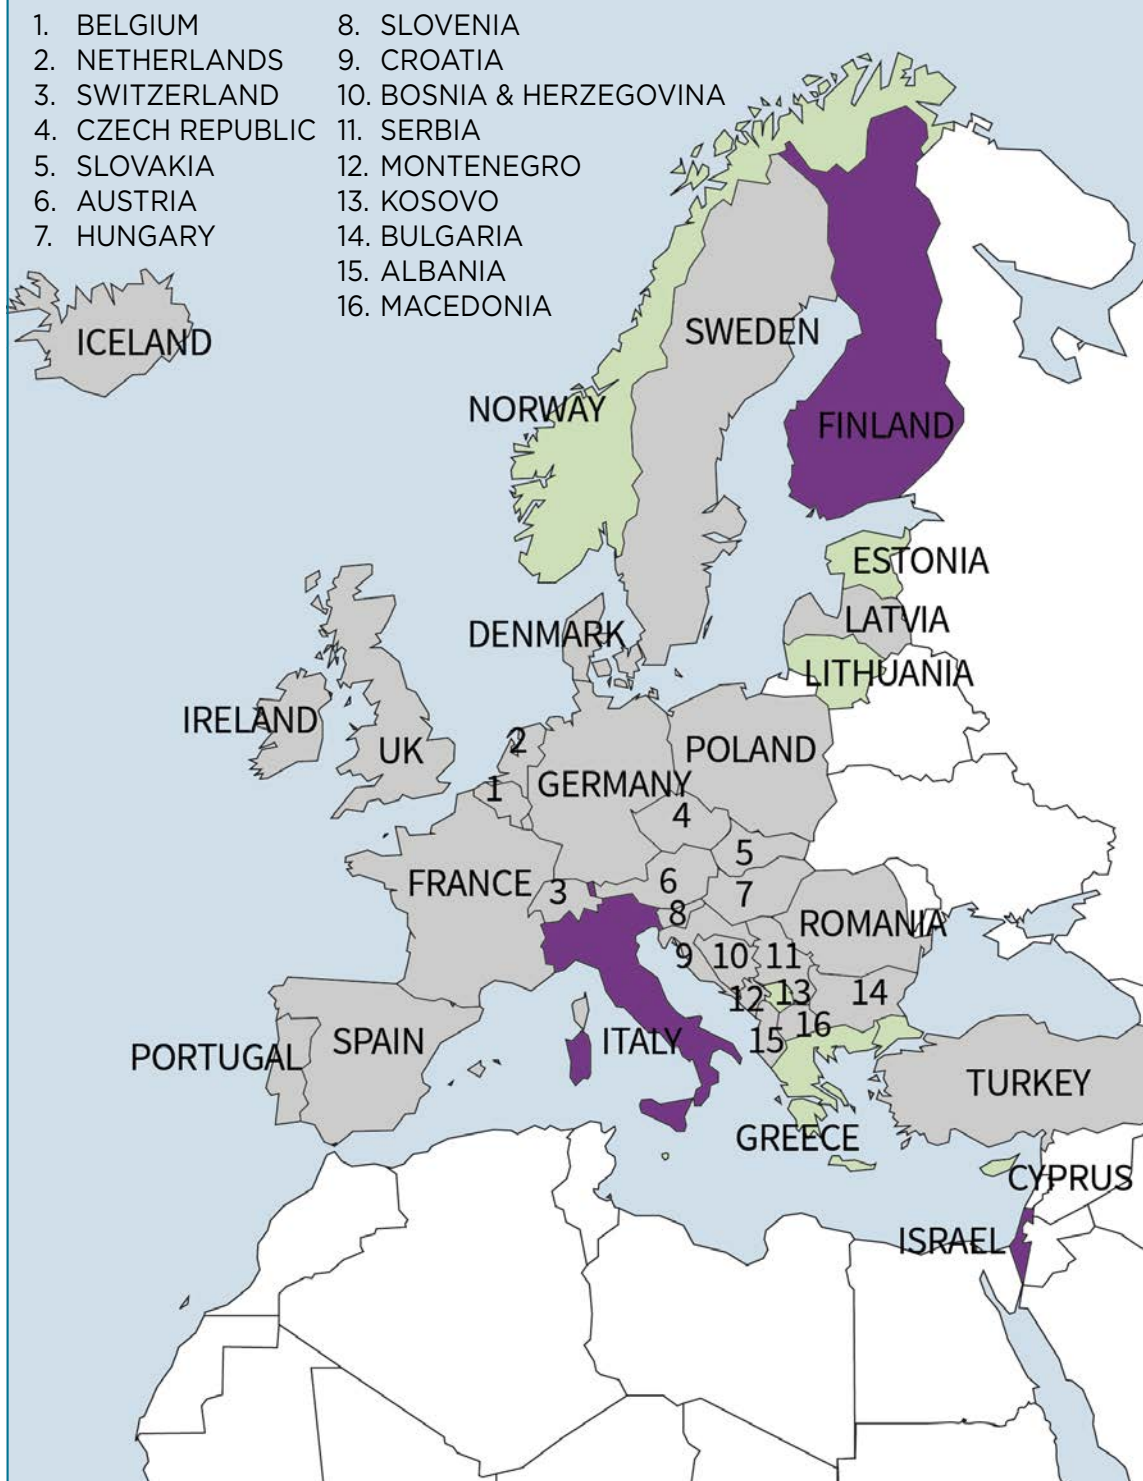 1. BELGIUM
2. NETHERLANDS
3. SWITZERLAND
4. CZECH REPUBLIC
5. SLOVAKIA
6. AUSTRIA
7. HUNGARY
8. SLOVENIA
9. CROATIA
10. BOSNIA & HERZEGOVINA
11. SERBIA
12. MONTENEGRO
13. KOSOVO
14. BULGARIA
15. ALBANIA
16. MACEDONIA
ICELAND
SWEDEN
NORWAY
FINLAND
ESTONIA
LATVIA
DENMARK
LITHUANIA
IRELAND
UK
2
POLAND
1
GERMANY
4
5
FRANCE
3
6
7
8
ROMANIA
9
10
11
12
13
14
16
15
PORTUGAL
SPAIN
ITALY
TURKEY
GREECE
CYPRUS
ISRAEL